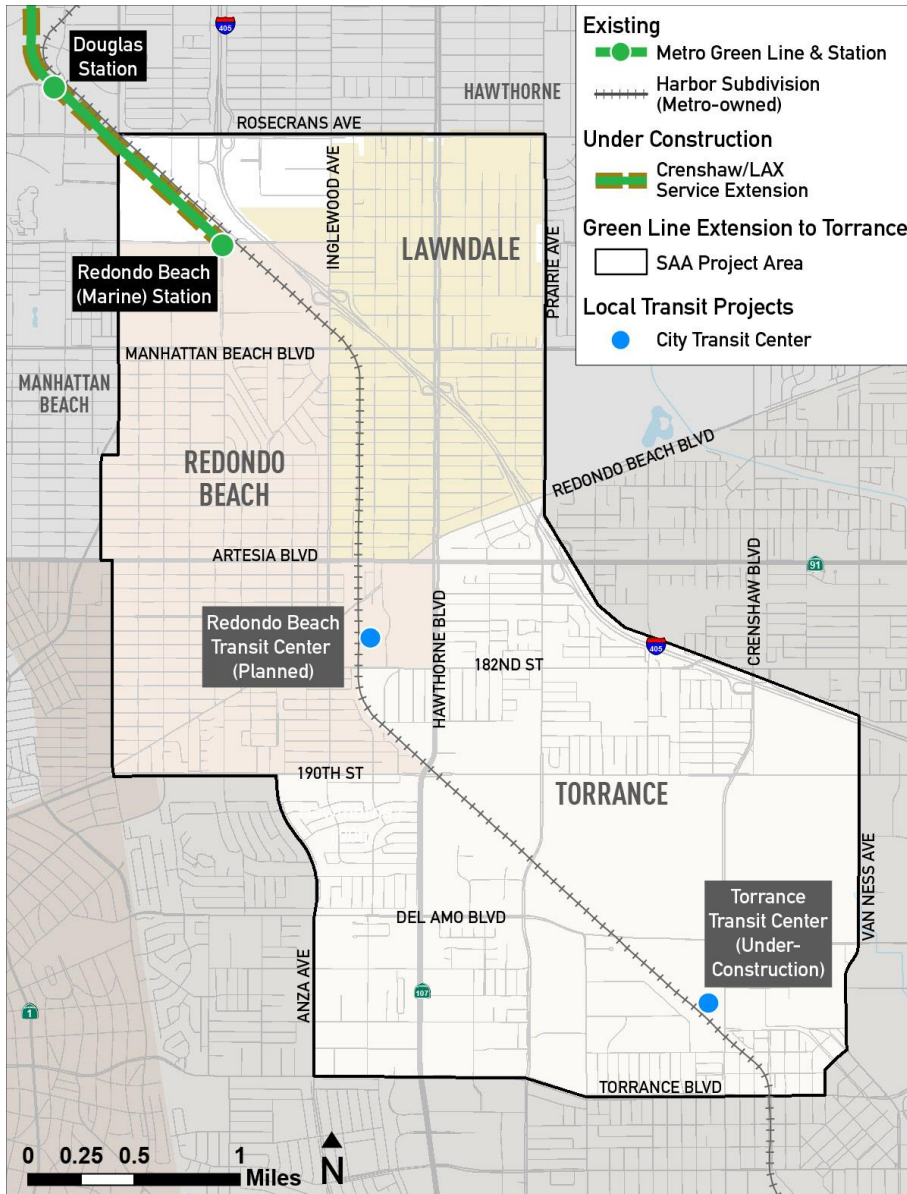 Douglas
Station
405
HAWTHORNE
ROSECRANS AVE
INGLEWOOD AVE
LAWNDALE
PRAIRIE AVE
Redondo Beach
(Marine) Station
MANHATTAN BEACH BLVD
MANHATTAN
BEACH
REDONDO
BEACH
REDONDO BEACH BLVD
ARTESIA BLVD
91
CRENSHAW BLVD
Redondo Beach
Transit Center
(Planned)
HAWTHORNE BLVD
405
182ND ST
190TH ST
TORRANCE
VAN NESS AVE
Torrance
Transit Center
(Under-
Construction)
DEL AMO BLVD
ANZA AVE
107
1
TORRANCE BLVD
0 0.25 0.5 1
Miles
N
Existing
Metro Green Line & Station
Harbor Subdivision
(Metro-owned)
Under Construction
Crenshaw/LAX
Service Extension
Green Line Extension to Torrance
SAA Project Area
Local Transit Projects
City Transit Center